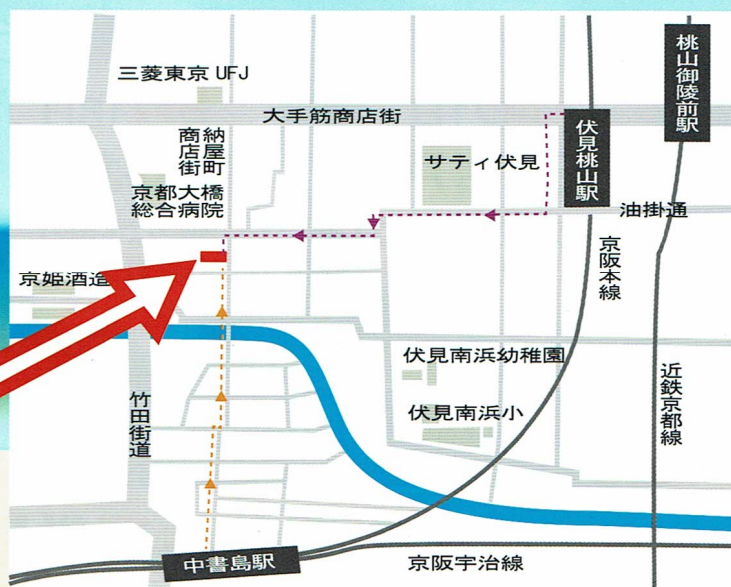 三菱東京 UFJ
大手筋商店街
桃山御陵前駅
伏見桃山駅
納屋町
商店街
サティ伏見
京都大橋
総合病院
油掛通
京阪本線
京姫酒造
伏見南浜幼稚園
近鉄京都線
竹田街道
伏見南浜小
中書島駅
京阪宇治線